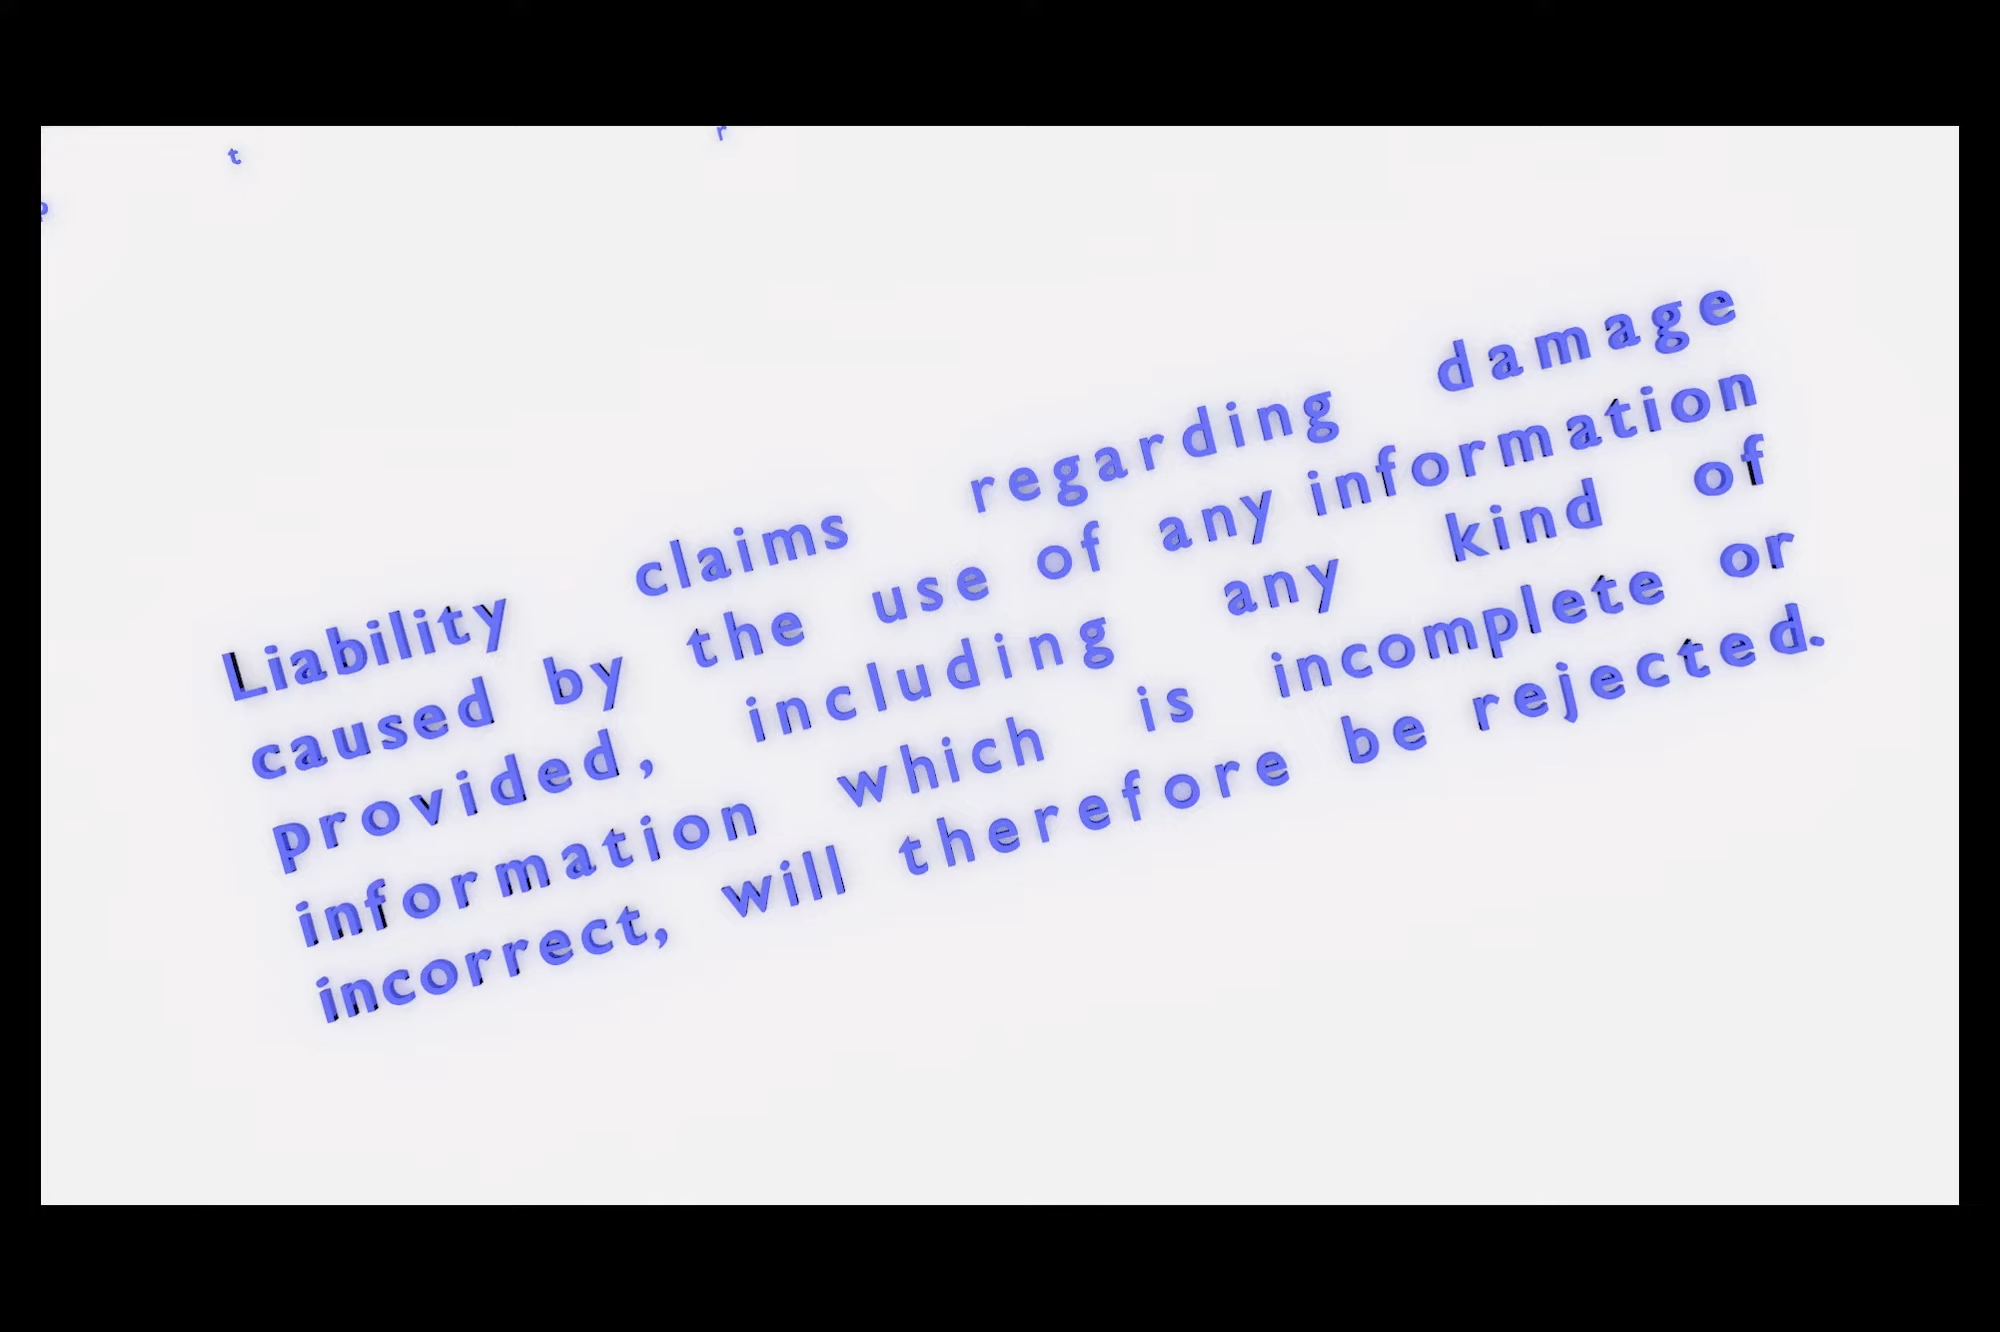 Liability claims regarding damage
caused by the use of any information
provided, including any kind of
information which is incomplete or
incorrect, will therefore be rejected.